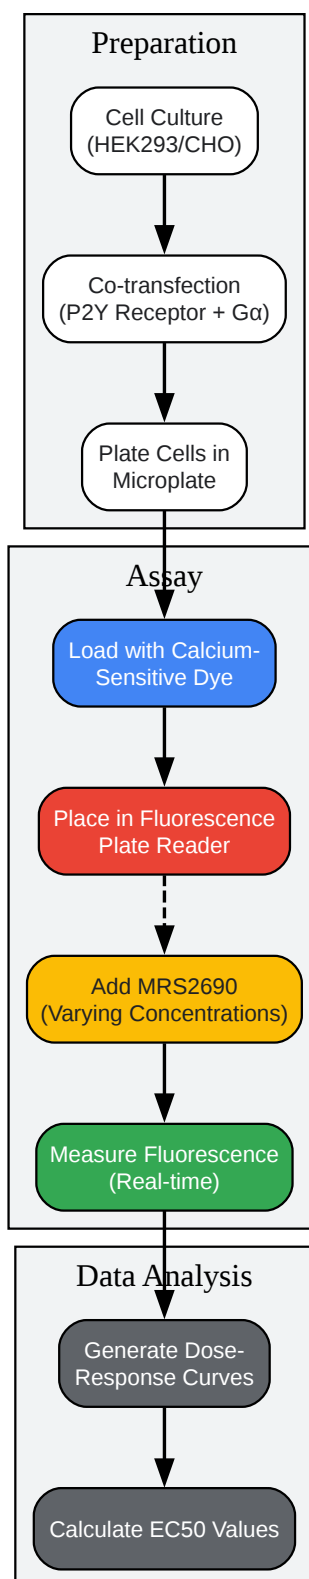 Preparation
Cell Culture
(HEK293/CHO)
Co-transfection
(P2Y Receptor + Gα)
Plate Cells in
Microplate
Assay
Load with Calcium-
Sensitive Dye
Place in Fluorescence
Plate Reader
Add MRS2690
(Varying Concentrations)
Measure Fluorescence
(Real-time)
Data Analysis
Generate Dose-
Response Curves
Calculate EC50 Values